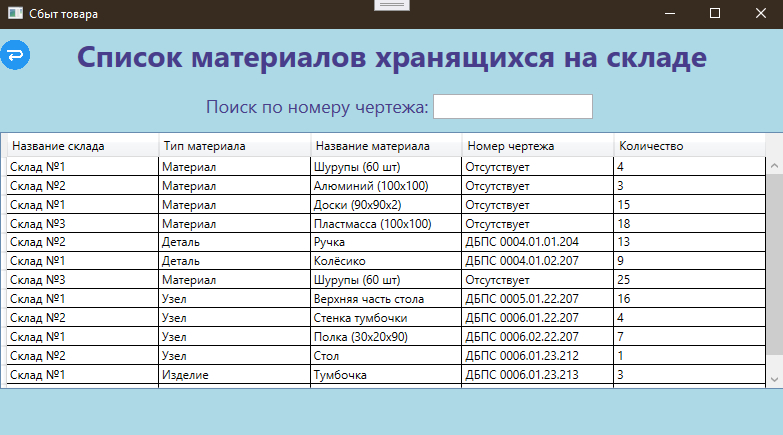 Сбыт товара
Список материалов хранящихся на складе
Поиск по номеру чертежа:
Название склада Тип материала Название материала Номер чертежа Количество
Склад №1 Материал Шурупы (60 шт) Отсутствует 4
Склад №2 Материал Алюминий (100x100) Отсутствует 3
Склад №1 Материал Доски (90x90x2) Отсутствует 15
Склад №3 Материал Пластмасса (100x100) Отсутствует 18
Склад №2 Деталь Ручка ДБПС 0004.01.01.204 13
Склад №1 Деталь Колёсико ДБПС 0004.01.02.207 9
Склад №3 Материал Шурупы (60 шт) Отсутствует 25
Склад №1 Узел Верхняя часть стола ДБПС 0005.01.22.207 16
Склад №2 Узел Стенка тумбочки ДБПС 0006.01.22.207 4
Склад №1 Узел Полка (30x20x90) ДБПС 0006.02.22.207 7
Склад №2 Узел Стол ДБПС 0006.01.23.212 1
Склад №1 Изделие Тумбочка ДБПС 0006.01.23.213 3